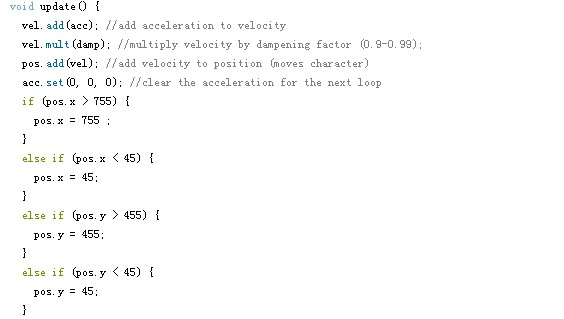 void update() {
  vel.add(acc); //add acceleration to velocity
  vel.mult(damp); //multiply velocity by dampening factor (0.9-0.99);
  pos.add(vel); //add velocity to position (moves character)
  acc.set(0, 0, 0); //clear the acceleration for the next loop
  if (pos.x > 755) {
    pos.x = 755 ;
  }
  else if (pos.x < 45) {
    pos.x = 45;
  }
  else if (pos.y > 455) {
    pos.y = 455;
  }
  else if (pos.y < 45) {
    pos.y = 45;
  }